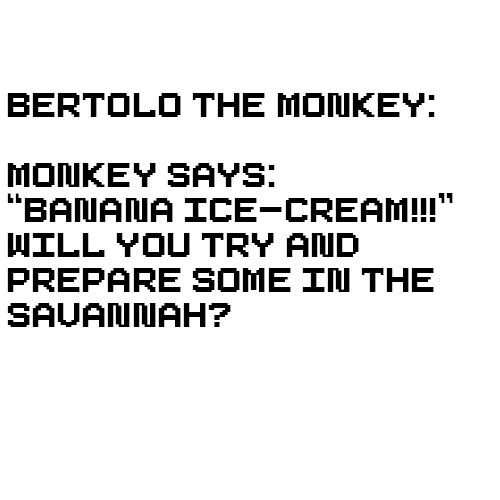 BERTOLO THE MONKEY:
MONKEY SAYS:
“BANANA ICE-CREAM!!!”
WILL YOU TRY AND
PREPARE SOME IN THE
SAVANNAH?